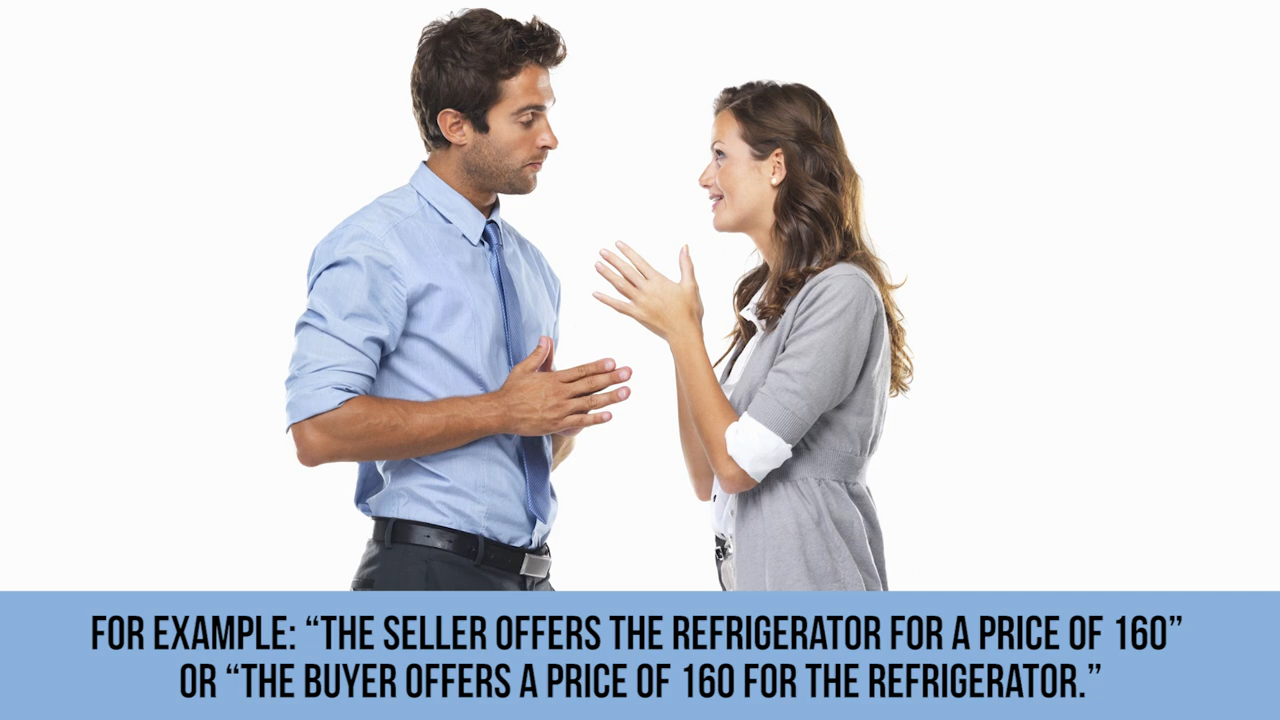 FOR EXAMPLE: “THE SELLER OFFERS THE REFRIGERATOR FOR A PRICE OF 160”
OR “THE BUYER OFFERS A PRICE OF 160 FOR THE REFRIGERATOR.”